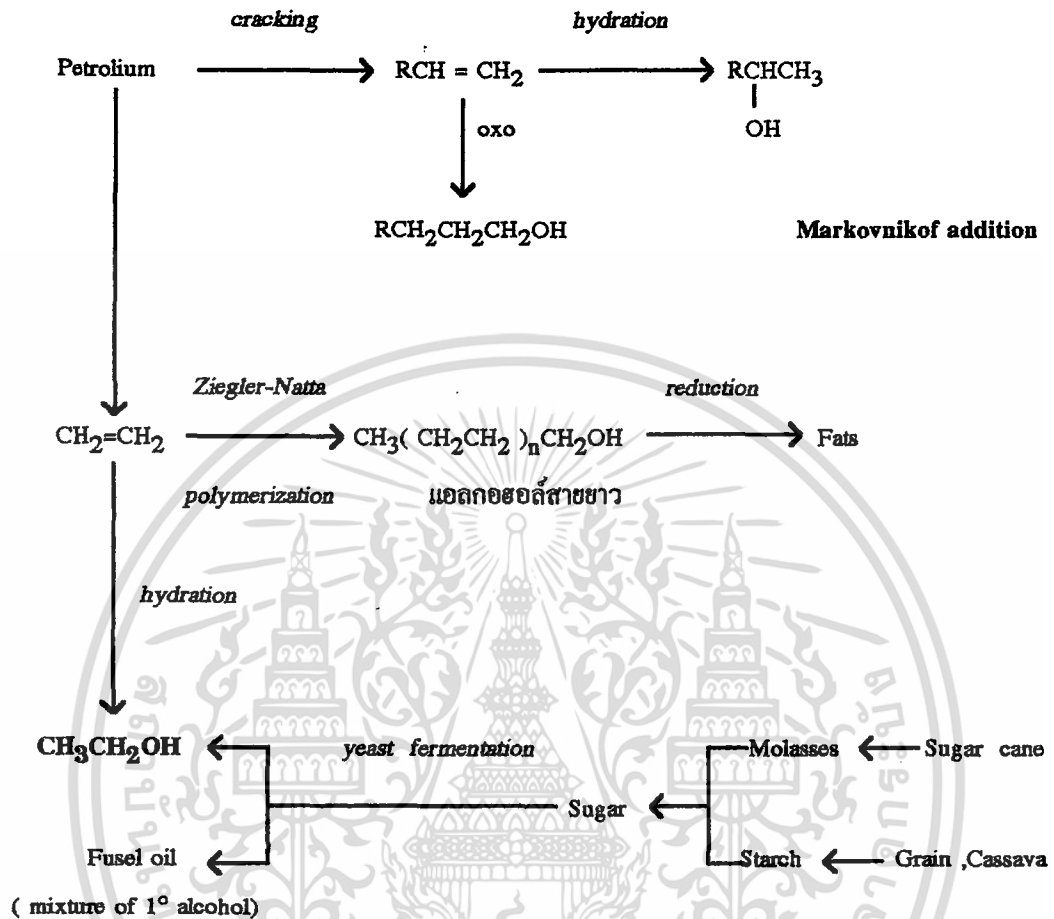 cracking hydration
Petrolium RCH = CH₂ RCHCH₃
OH
oxo
RCH₂CH₂CH₂OH Markovnikof addition
Ziegler-Natta reduction
CH₂=CH₂ CH₃( CH₂CH₂ )ₙCH₂OH Fats
polymerization แอลกอฮอล์สายยาว
hydration
CH₃CH₂OH yeast fermentation Molasses Sugar cane
Sugar
Fusel oil Starch Grain ,Cassava
( mixture of 1° alcohol)